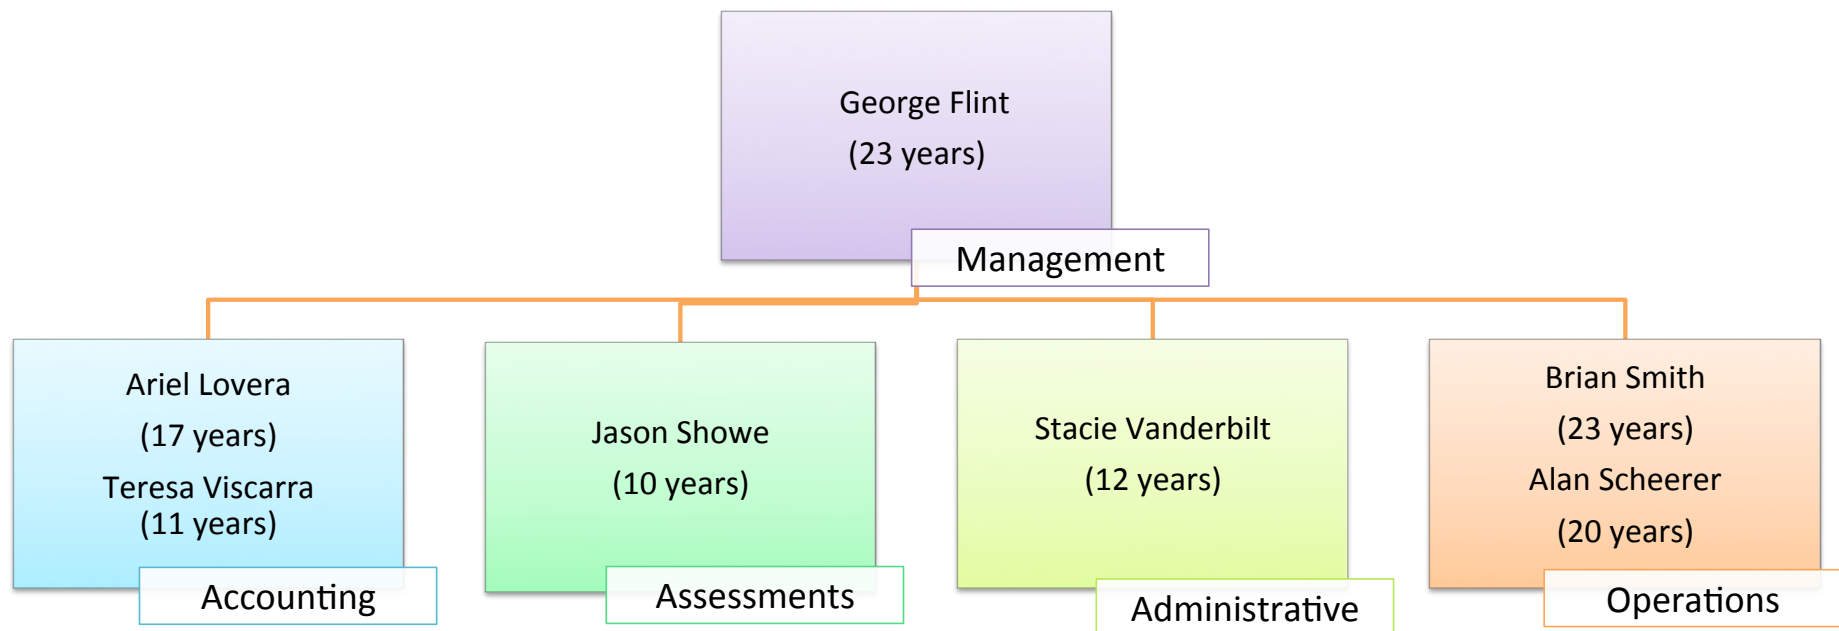 George Flint
(23 years)
Management
Ariel Lovera
(17 years)
Teresa Viscarra
(11 years)
Accounting
Jason Showe
(10 years)
Assessments
Stacie Vanderbilt
(12 years)
Administrative
Brian Smith
(23 years)
Alan Scheerer
(20 years)
Operations